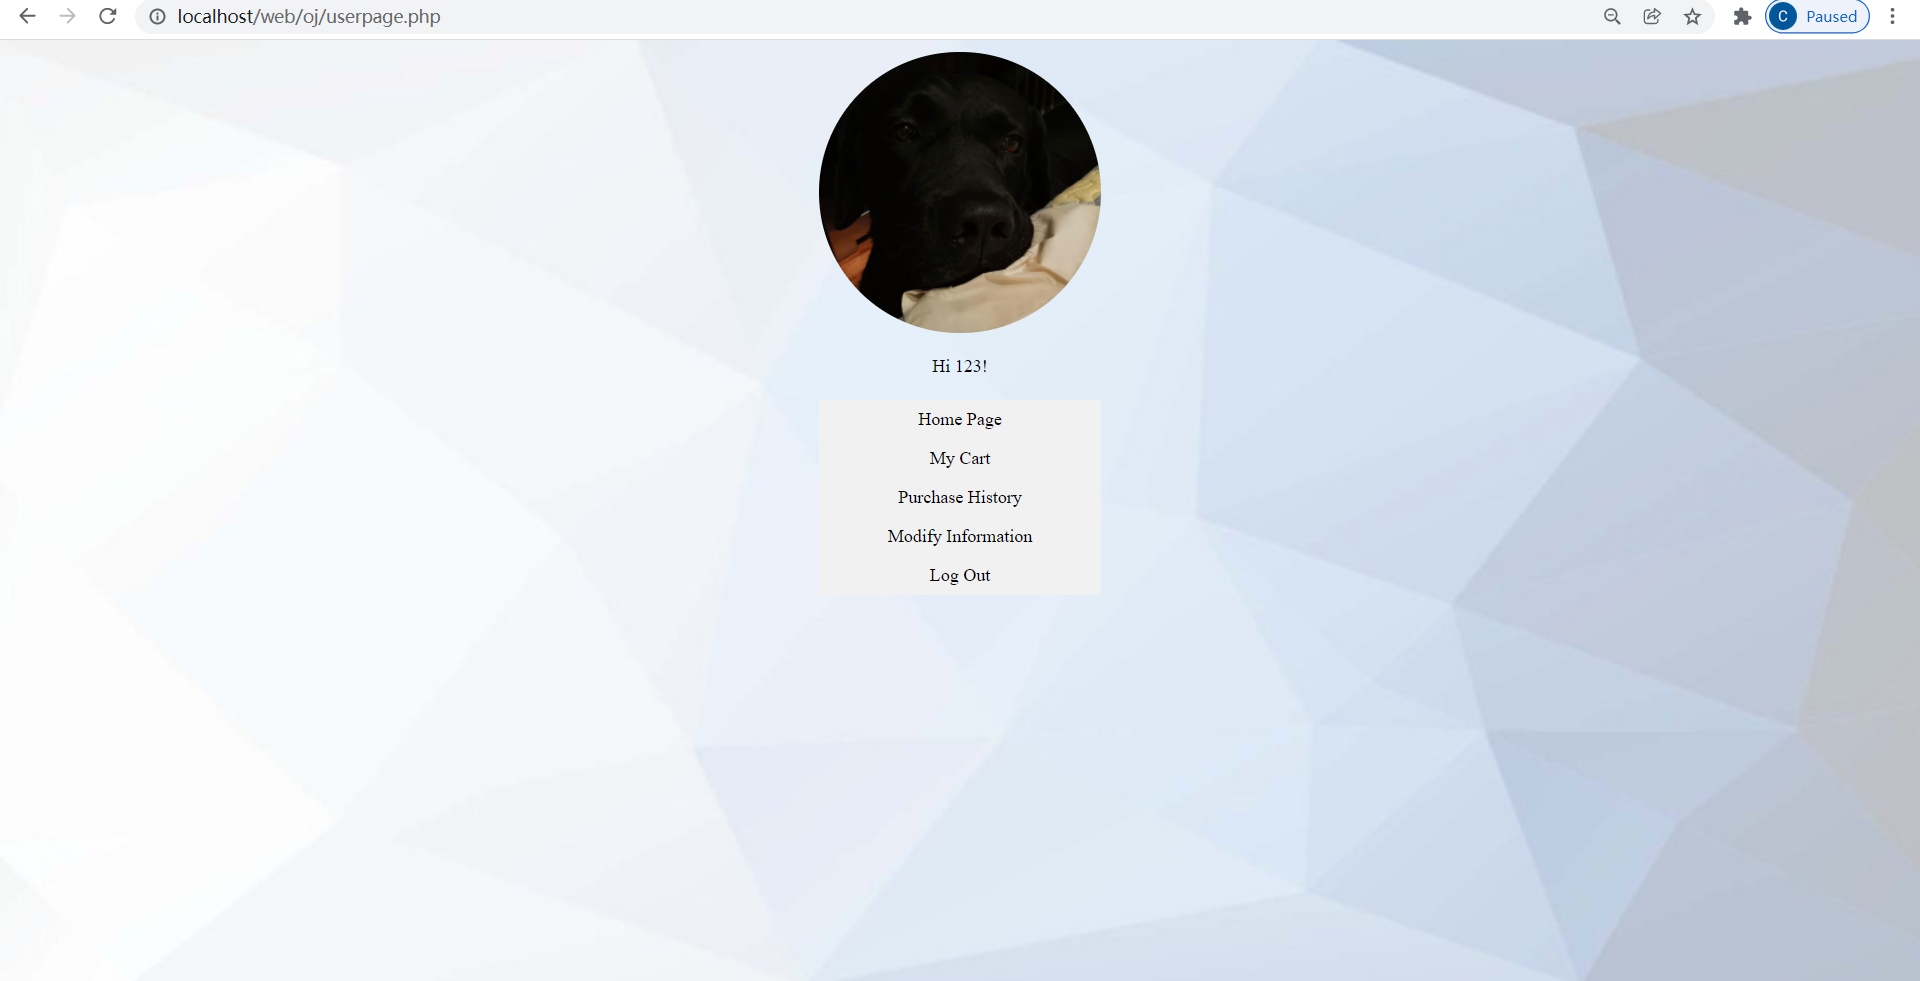 localhost/web/oj/userpage.php
C Paused
Hi 123!
Home Page
My Cart
Purchase History
Modify Information
Log Out